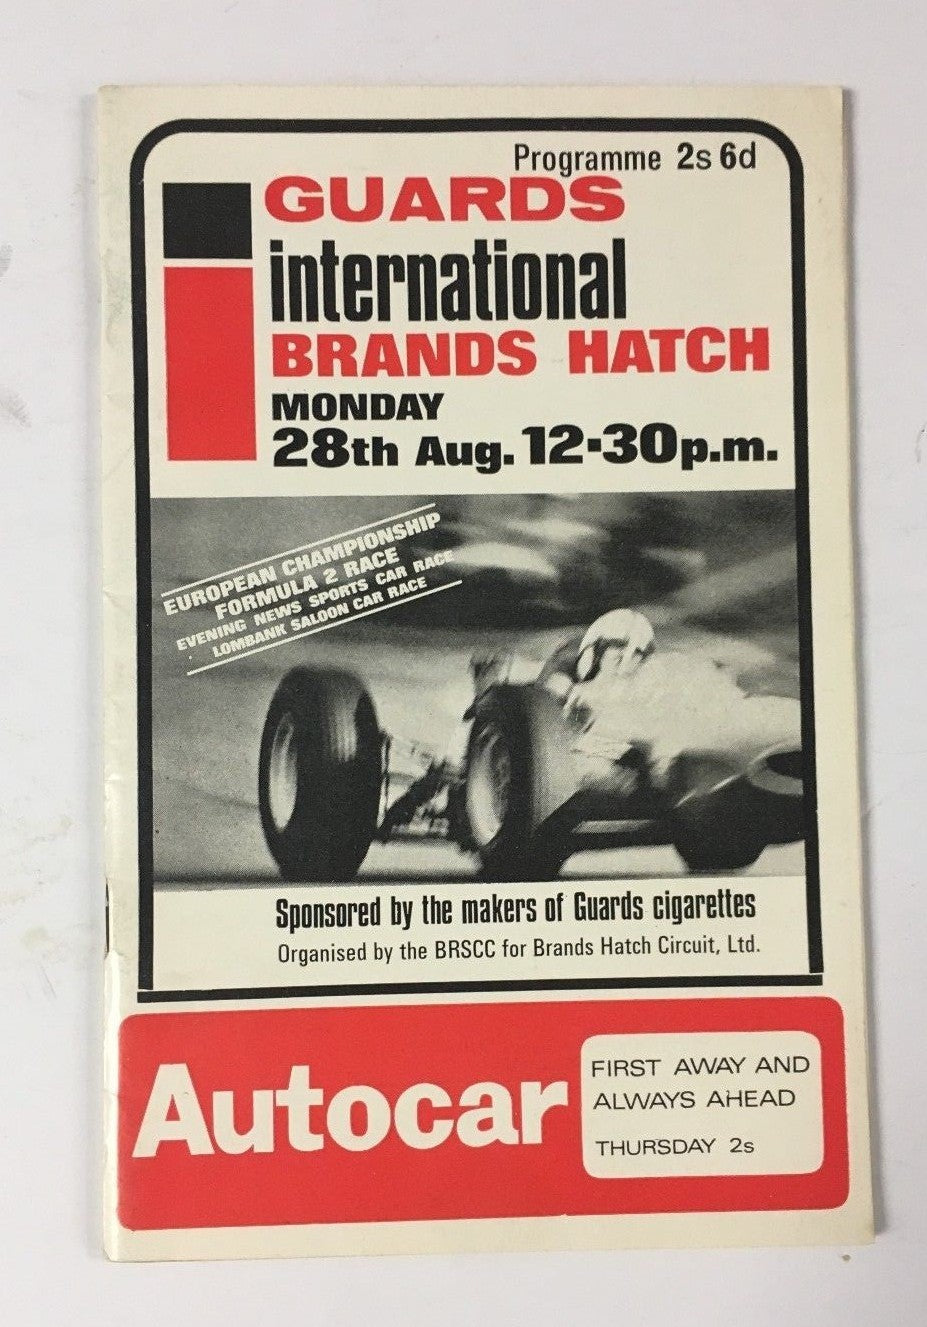 Programme 2s 6d
GUARDS
international
BRANDS HATCH
MONDAY
28th Aug. 12·30p.m.
EUROPEAN CHAMPIONSHIP
FORMULA 2 RACE
EVENING NEWS SPORTS CAR RACE
LOMBANK SALOON CAR RACE
Sponsored by the makers of Guards cigarettes
Organised by the BRSCC for Brands Hatch Circuit, Ltd.
Autocar
FIRST AWAY AND
ALWAYS AHEAD
THURSDAY 2s